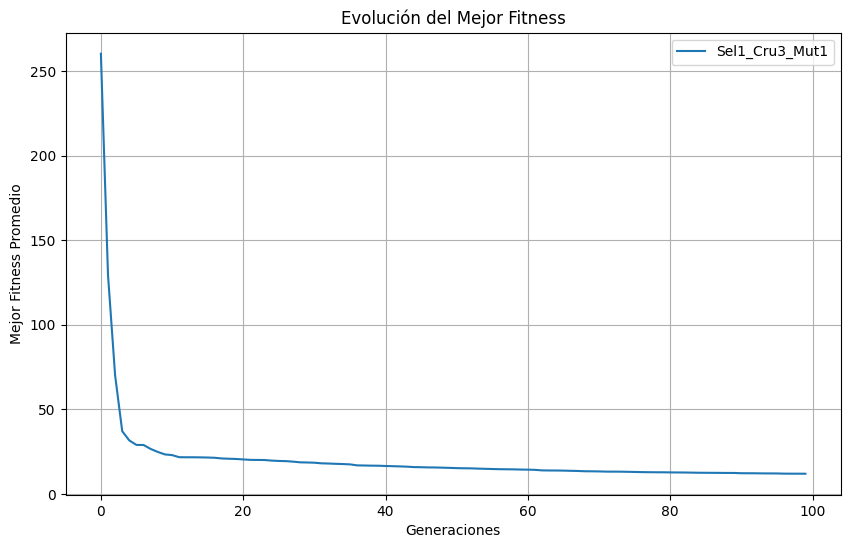 Evolución del Mejor Fitness
Sel1_Cru3_Mut1
Mejor Fitness Promedio
250
200
150
100
50
0
0 20 40 60 80 100
Generaciones